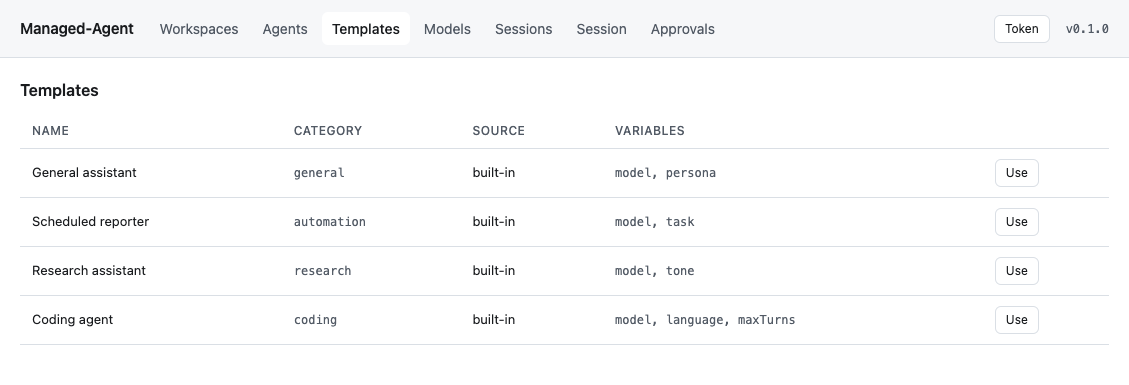 Managed-Agent Workspaces Agents Templates Models Sessions Session Approvals Token v0.1.0
Templates
NAME CATEGORY SOURCE VARIABLES
General assistant general built-in model, persona Use
Scheduled reporter automation built-in model, task Use
Research assistant research built-in model, tone Use
Coding agent coding built-in model, language, maxTurns Use